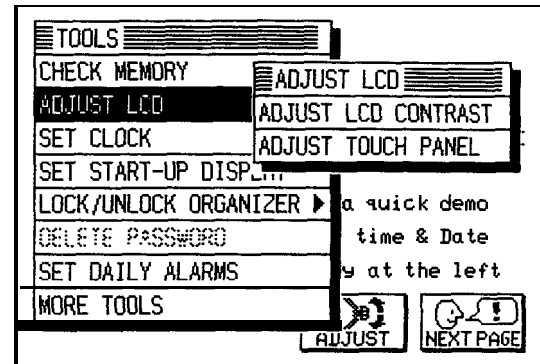 TOOLS
CHECK MEMORY
ADJUST LCD
SET CLOCK
SET START-UP DISPLAY
LOCK/UNLOCK ORGANIZER
DELETE PASSWORD
SET DAILY ALARMS
MORE TOOLS
ADJUST LCD
ADJUST LCD CONTRAST
ADJUST TOUCH PANEL
a quick demo
time & Date
at the left
ADJUST
NEXT PAGE